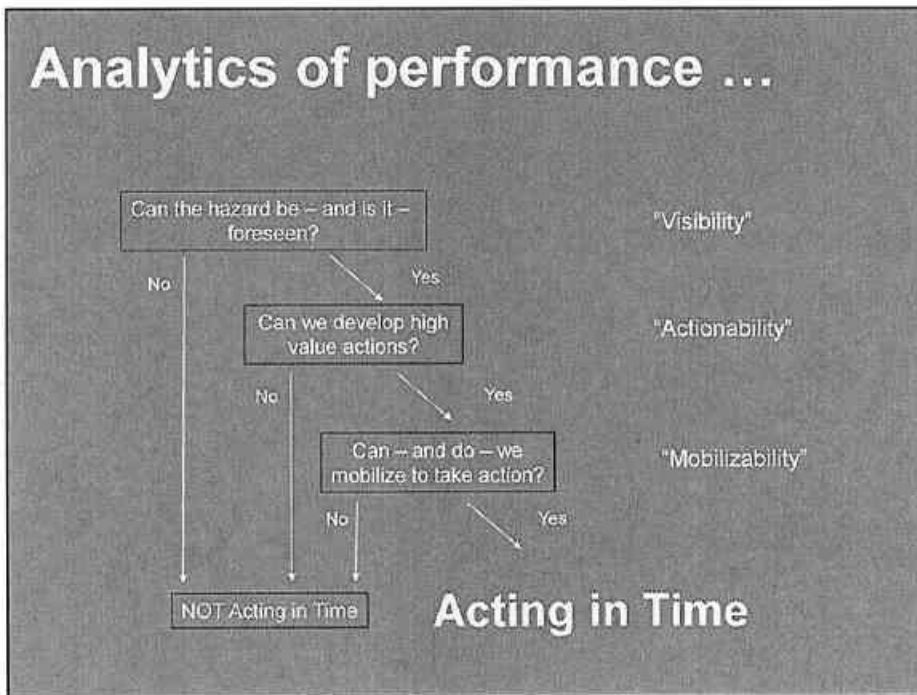 Analytics of performance ...
Can the hazard be – and is it –
foreseen?
"Visibility"
No
Yes
Can we develop high
value actions?
"Actionability"
No
Yes
Can – and do – we
mobilize to take action?
"Mobilizability"
No
Yes
NOT Acting in Time
Acting in Time